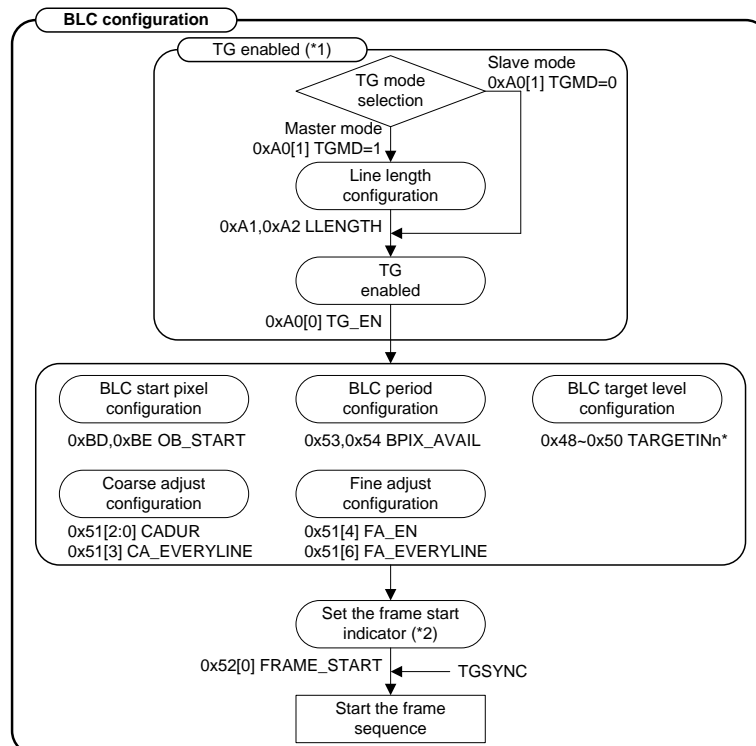 BLC configuration
TG enabled (*1)
Slave mode
0xA0[1] TGMD=0
TG mode
selection
Master mode
0xA0[1] TGMD=1
Line length
configuration
0xA1,0xA2 LLENGTH
TG
enabled
0xA0[0] TG_EN
BLC start pixel
configuration
0xBD,0xBE OB_START
BLC period
configuration
0x53,0x54 BPIX_AVAIL
BLC target level
configuration
0x48~0x50 TARGETINn*
Coarse adjust
configuration
0x51[2:0] CADUR
0x51[3] CA_EVERYLINE
Fine adjust
configuration
0x51[4] FA_EN
0x51[6] FA_EVERYLINE
Set the frame start
indicator (*2)
0x52[0] FRAME_START
TGSYNC
Start the frame
sequence